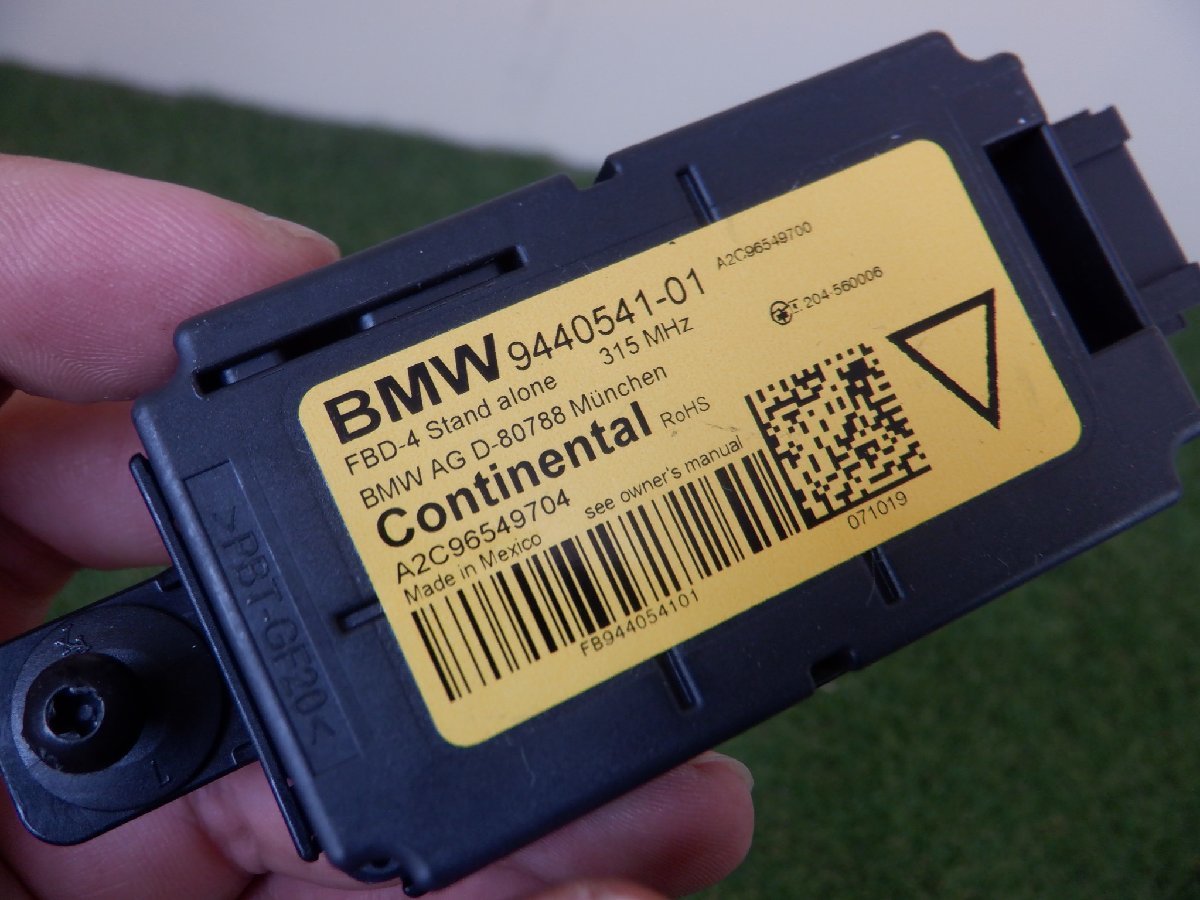 BMW 9440541-01 A2C96549700
FBD-4 Stand alone 315 MHz
204-560006
BMW AG D-80788 München
Continental RoHS
A2C96549704 see owner's manual
Made in Mexico
071019
FB944054101
>PBT-GF20<